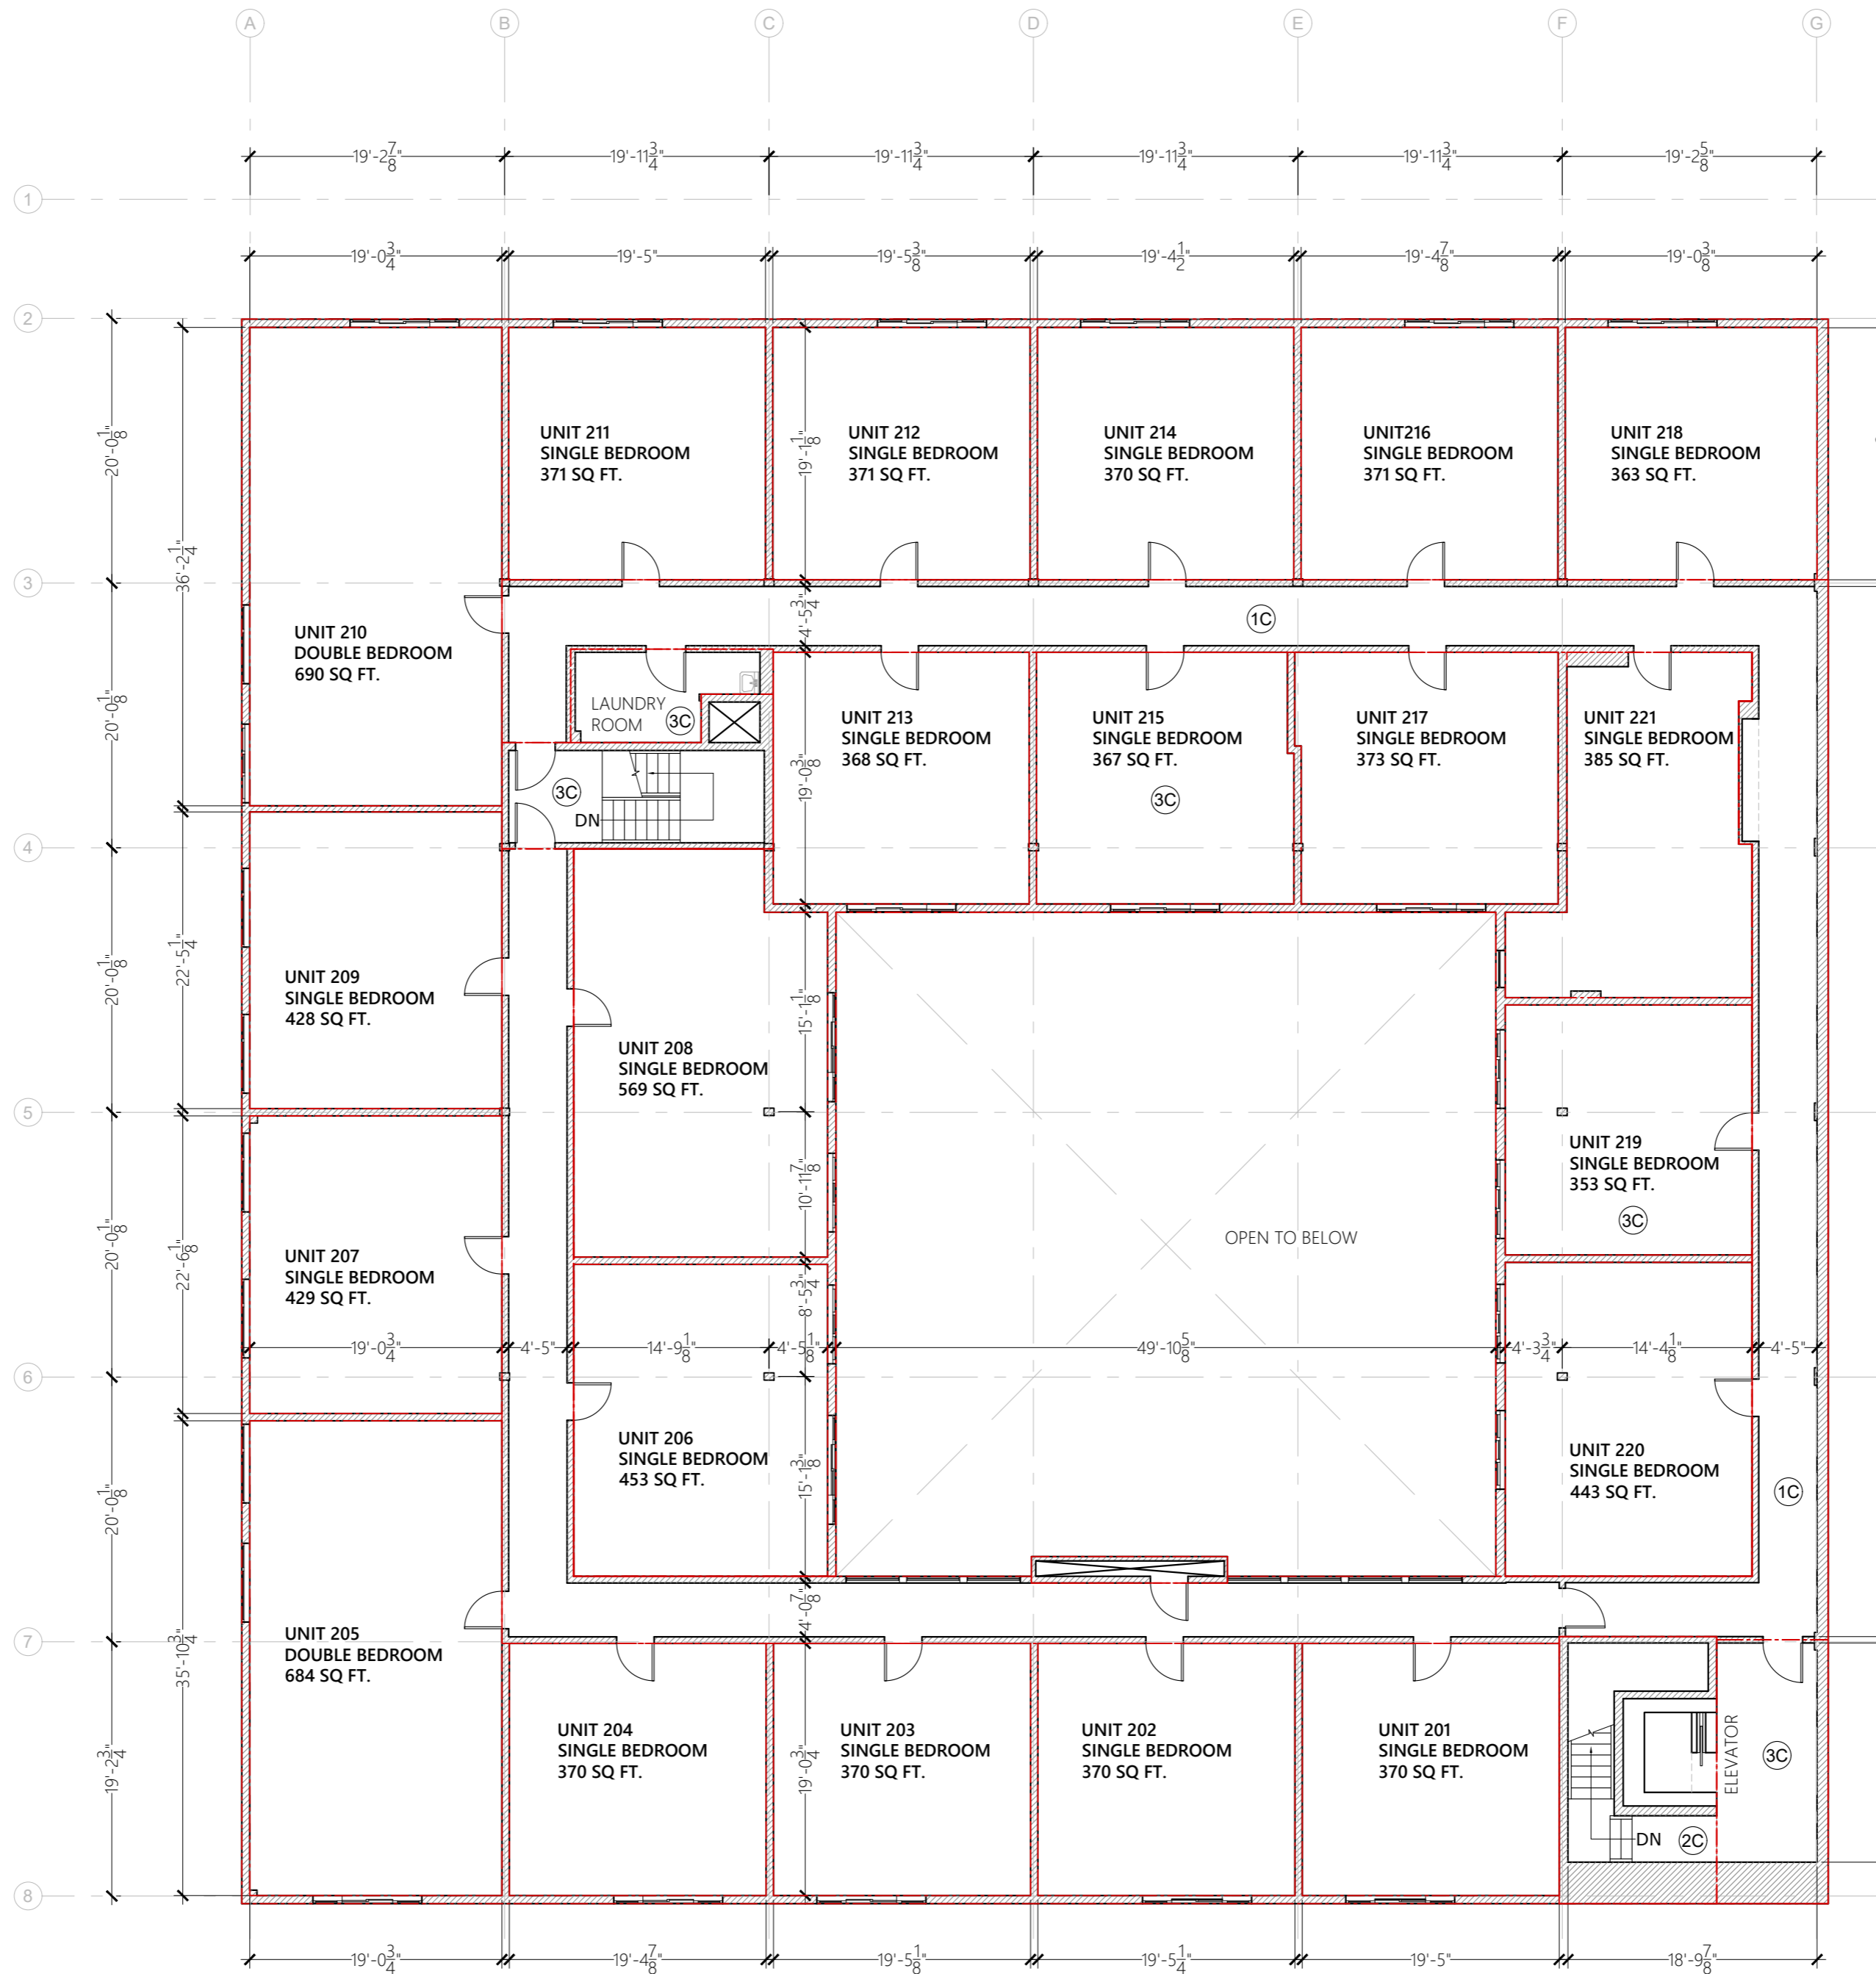 A B C D E F G
19'-2 7/8" 19'-11 3/4" 19'-11 3/4" 19'-11 3/4" 19'-11 3/4" 19'-2 5/8"
1
19'-0 3/4" 19'-5" 19'-5 3/8" 19'-4 1/2" 19'-4 7/8" 19'-0 3/8"
2
20'-0 1/8"
36'-2 1/4"
19'-1 1/8"
UNIT 211
SINGLE BEDROOM
371 SQ FT.
UNIT 212
SINGLE BEDROOM
371 SQ FT.
UNIT 214
SINGLE BEDROOM
370 SQ FT.
UNIT216
SINGLE BEDROOM
371 SQ FT.
UNIT 218
SINGLE BEDROOM
363 SQ FT.
3
4'-5 3/4"
1C
UNIT 210
DOUBLE BEDROOM
690 SQ FT.
20'-0 1/8"
LAUNDRY
ROOM
3C
19'-0 3/8"
UNIT 213
SINGLE BEDROOM
368 SQ FT.
UNIT 215
SINGLE BEDROOM
367 SQ FT.
3C
UNIT 217
SINGLE BEDROOM
373 SQ FT.
UNIT 221
SINGLE BEDROOM
385 SQ FT.
3C
DN
4
20'-0 1/8"
22'-5 1/4"
UNIT 209
SINGLE BEDROOM
428 SQ FT.
15'-1 1/8"
UNIT 208
SINGLE BEDROOM
569 SQ FT.
5
10'-11 7/8"
UNIT 219
SINGLE BEDROOM
353 SQ FT.
3C
OPEN TO BELOW
20'-0 1/8"
22'-6 1/8"
UNIT 207
SINGLE BEDROOM
429 SQ FT.
8'-5 3/4"
19'-0 3/4" 4'-5" 14'-9 1/8" 4'-5 1/8" 49'-10 5/8" 4'-3 3/4" 14'-4 1/8" 4'-5"
6
UNIT 206
SINGLE BEDROOM
453 SQ FT.
15'-1 3/8"
UNIT 220
SINGLE BEDROOM
443 SQ FT.
1C
20'-0 1/8"
4'-0 7/8"
7
35'-10 3/4"
UNIT 205
DOUBLE BEDROOM
684 SQ FT.
19'-2 3/4"
UNIT 204
SINGLE BEDROOM
370 SQ FT.
19'-0 3/4"
UNIT 203
SINGLE BEDROOM
370 SQ FT.
UNIT 202
SINGLE BEDROOM
370 SQ FT.
UNIT 201
SINGLE BEDROOM
370 SQ FT.
ELEVATOR
3C
DN
2C
8
19'-0 3/4" 19'-4 7/8" 19'-5 1/8" 19'-5 1/4" 19'-5" 18'-9 7/8"